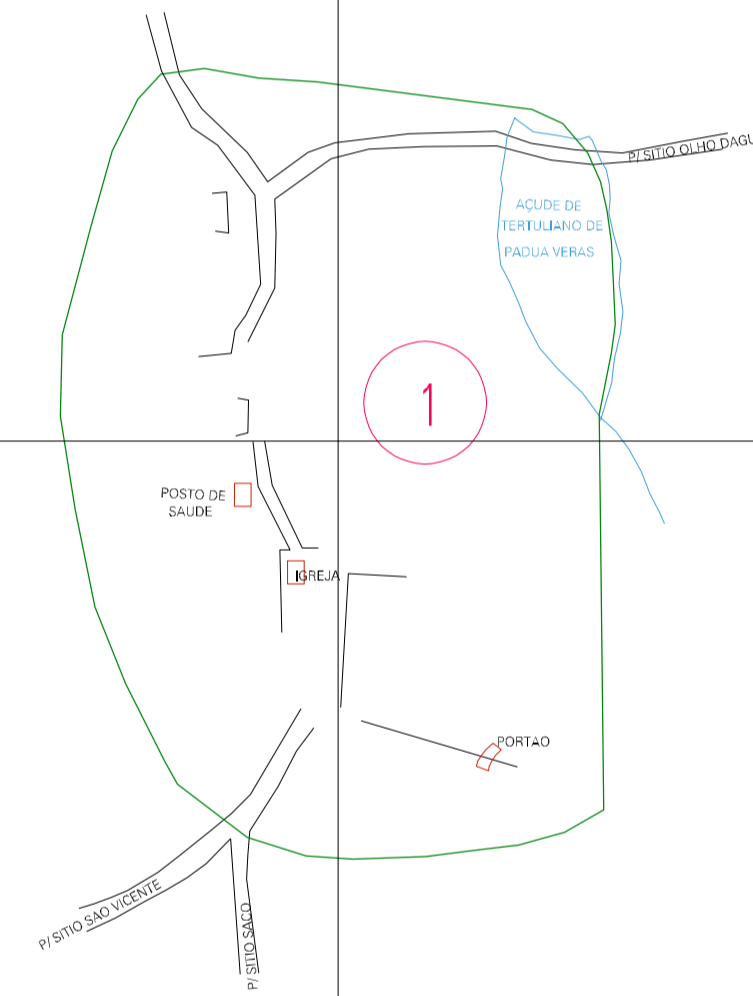 P/ SITIO OLHO DAGU
AÇUDE DE
TERTULIANO DE
PADUA VERAS
1
POSTO DE
SAUDE
IGREJA
PORTAO
P/ SITIO SAO VICENTE
P/ SITIO SACO